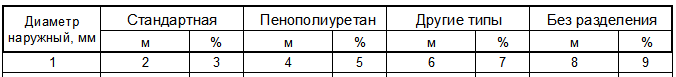 Диаметр наружный, мм Стандартная Пенополиуретан Другие типы Без разделения
м % м % м % м %
1 2 3 4 5 6 7 8 9